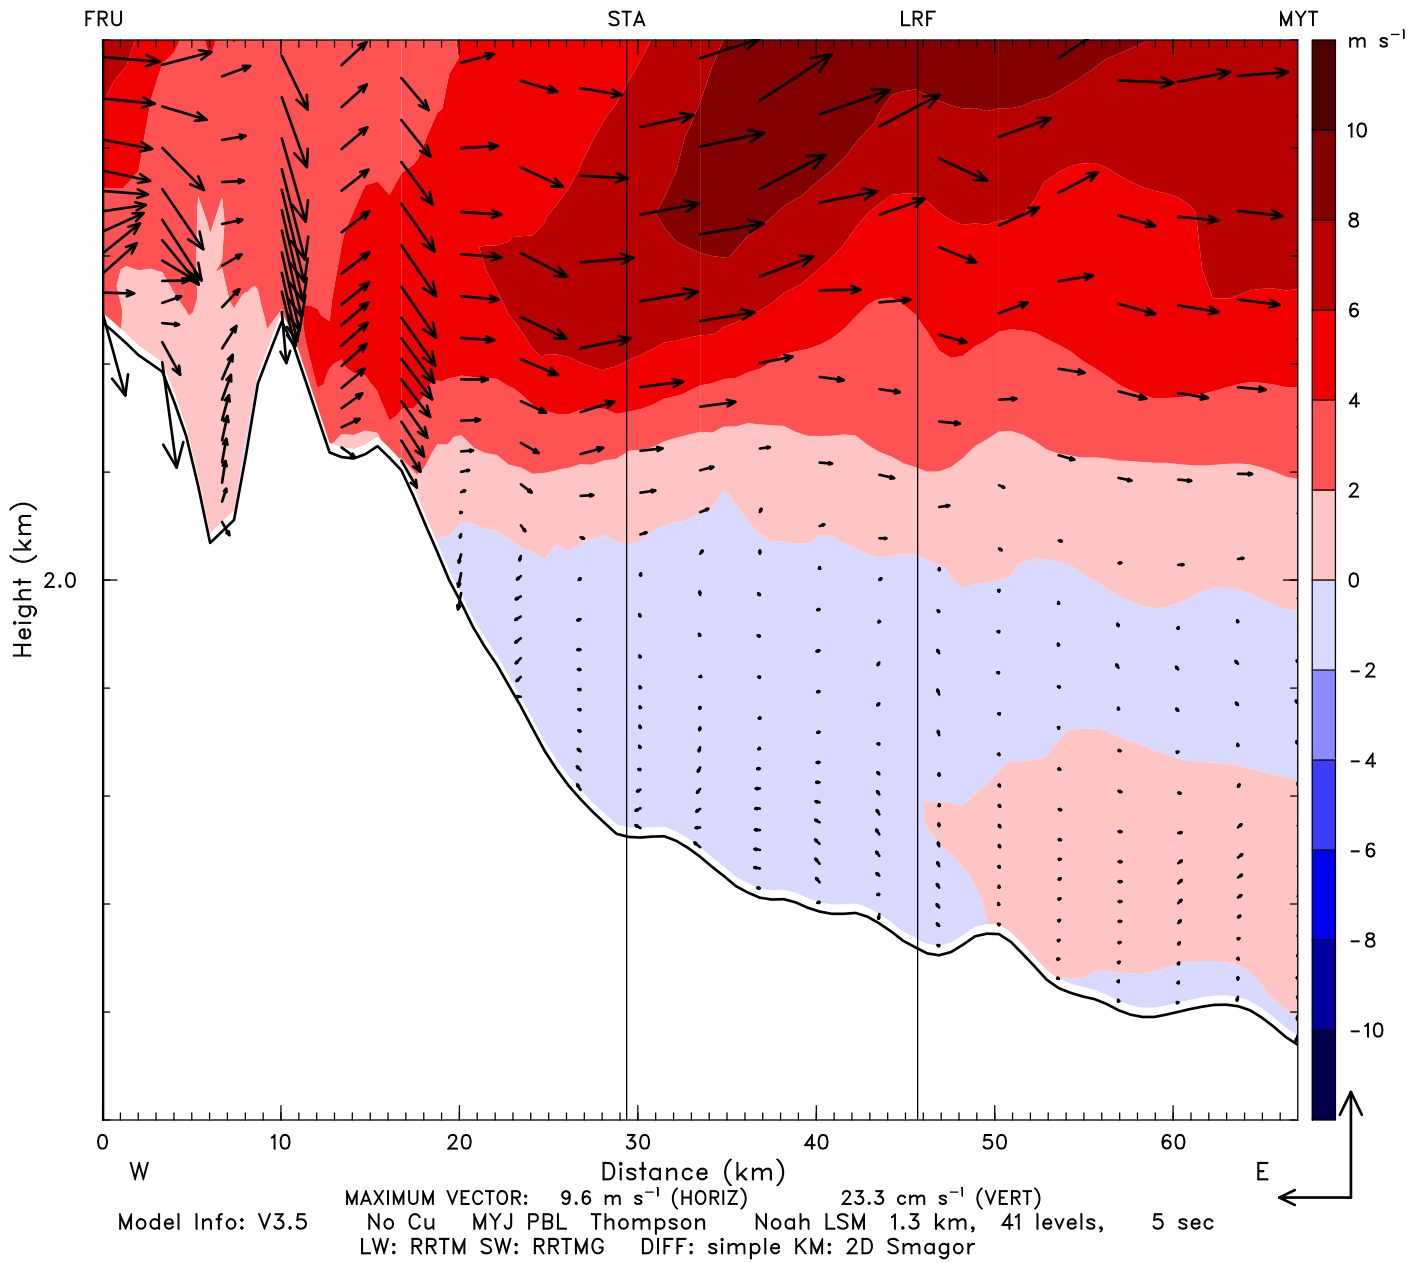 FRU STA LRF MYT
m s⁻¹
10
8
6
4
2
0
-2
-4
-6
-8
-10
Height (km)
2.0
0 10 20 30 40 50 60
W Distance (km) E
MAXIMUM VECTOR: 9.6 m s⁻¹ (HORIZ) 23.3 cm s⁻¹ (VERT)
Model Info: V3.5 No Cu MYJ PBL Thompson Noah LSM 1.3 km, 41 levels, 5 sec
LW: RRTM SW: RRTMG DIFF: simple KM: 2D Smagor